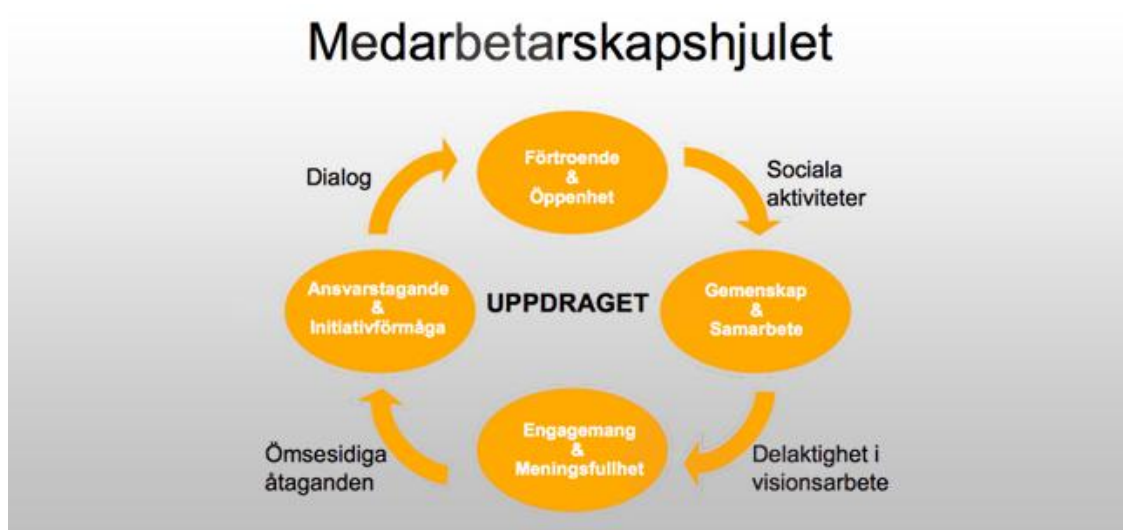 Medarbetarskapshjulet
Dialog
Förtroende
&
Öppenhet
Sociala
aktiviteter
Ansvarstagande
&
Initiativförmåga
UPPDRAGET
Gemenskap
&
Samarbete
Ömsesidiga
åtaganden
Engagemang
&
Meningsfullhet
Delaktighet i
visionsarbete